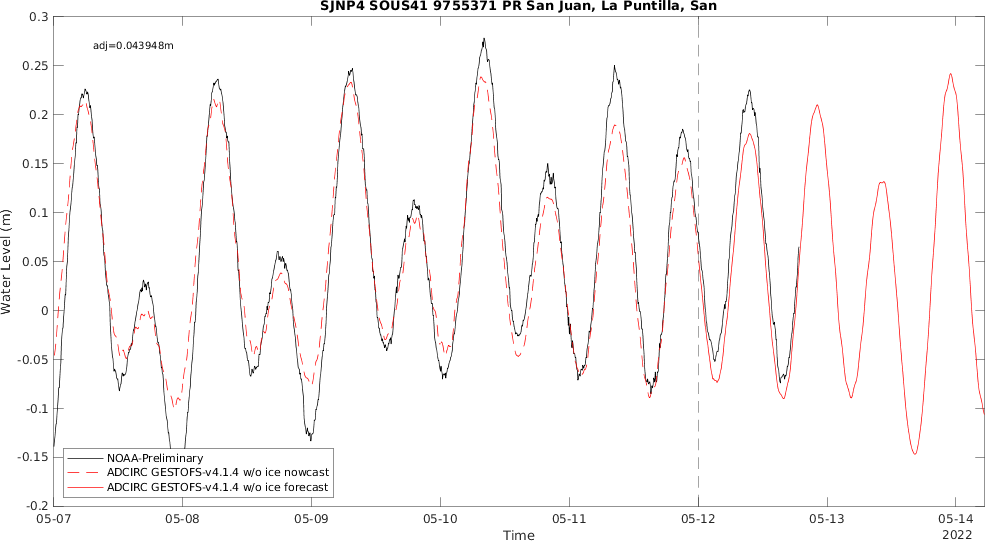 SJNP4 SOUS41 9755371 PR San Juan, La Puntilla, San
adj=0.043948m
Water Level (m)
0.3
0.25
0.2
0.15
0.1
0.05
0
-0.05
-0.1
-0.15
-0.2
NOAA-Preliminary
ADCIRC GESTOFS-v4.1.4 w/o ice nowcast
ADCIRC GESTOFS-v4.1.4 w/o ice forecast
05-07 05-08 05-09 05-10 05-11 05-12 05-13 05-14
Time
2022